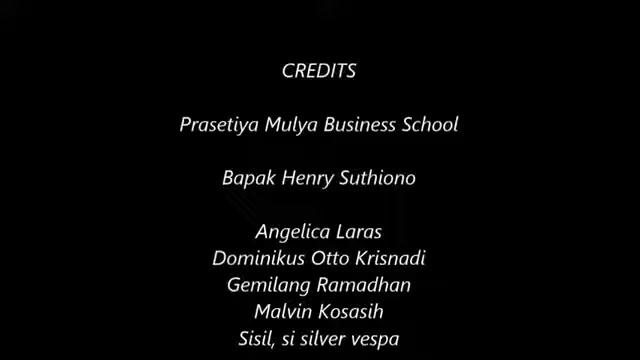 CREDITS
Prasetiya Mulya Business School
Bapak Henry Suthiono
Angelica Laras
Dominikus Otto Krisnadi
Gemilang Ramadhan
Malvin Kosasih
Sisil, si silver vespa